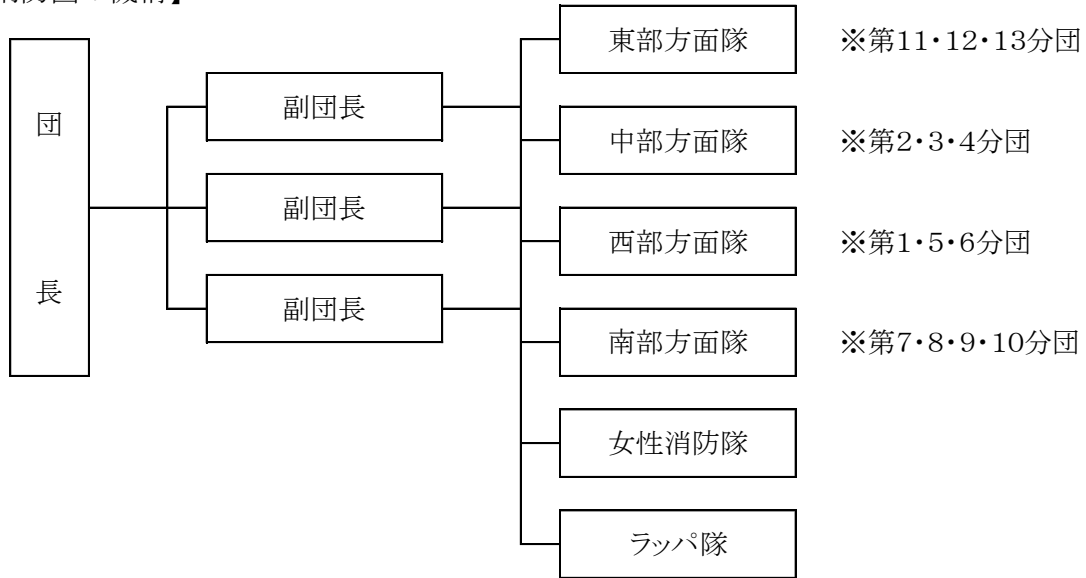 団長
副団長
副団長
副団長
東部方面隊 ※第11・12・13分団
中部方面隊 ※第2・3・4分団
西部方面隊 ※第1・5・6分団
南部方面隊 ※第7・8・9・10分団
女性消防隊
ラッパ隊